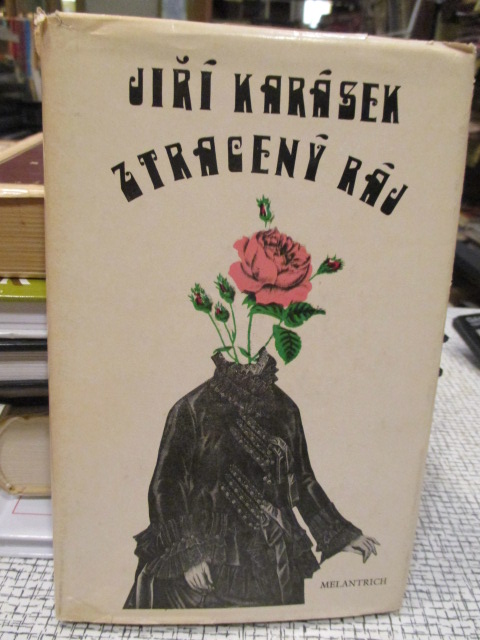 JIŘÍ KARÁSEK
ZTRACENÝ RÁJ
MELANTRICH